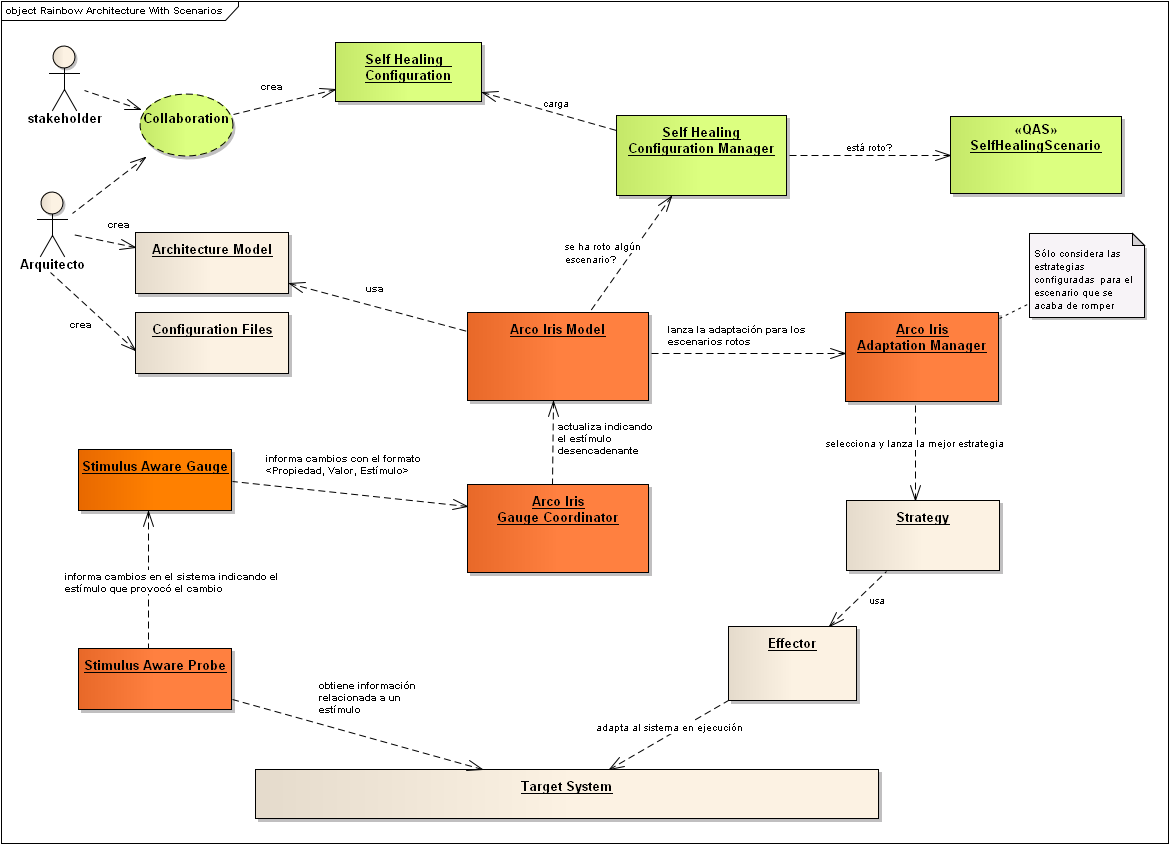 object Rainbow Architecture With Scenarios
stakeholder
Collaboration
crea
Self Healing
Configuration
carga
Self Healing
Configuration Manager
está roto?
«QAS»
SelfHealingScenario
Arquitecto
crea
Architecture Model
crea
Configuration Files
usa
se ha roto algún
escenario?
Sólo considera las
estrategias
configuradas para el
escenario que se
acaba de romper
Arco Iris Model
lanza la adaptación para los
escenarios rotos
Arco Iris
Adaptation Manager
actualiza indicando
el estímulo
desencadenante
selecciona y lanza la mejor estrategia
Stimulus Aware Gauge
informa cambios con el formato
<Propiedad, Valor, Estímulo>
Arco Iris
Gauge Coordinator
Strategy
informa cambios en el sistema indicando el
estímulo que provocó el cambio
usa
Effector
Stimulus Aware Probe
obtiene información
relacionada a un
estímulo
adapta al sistema en ejecución
Target System